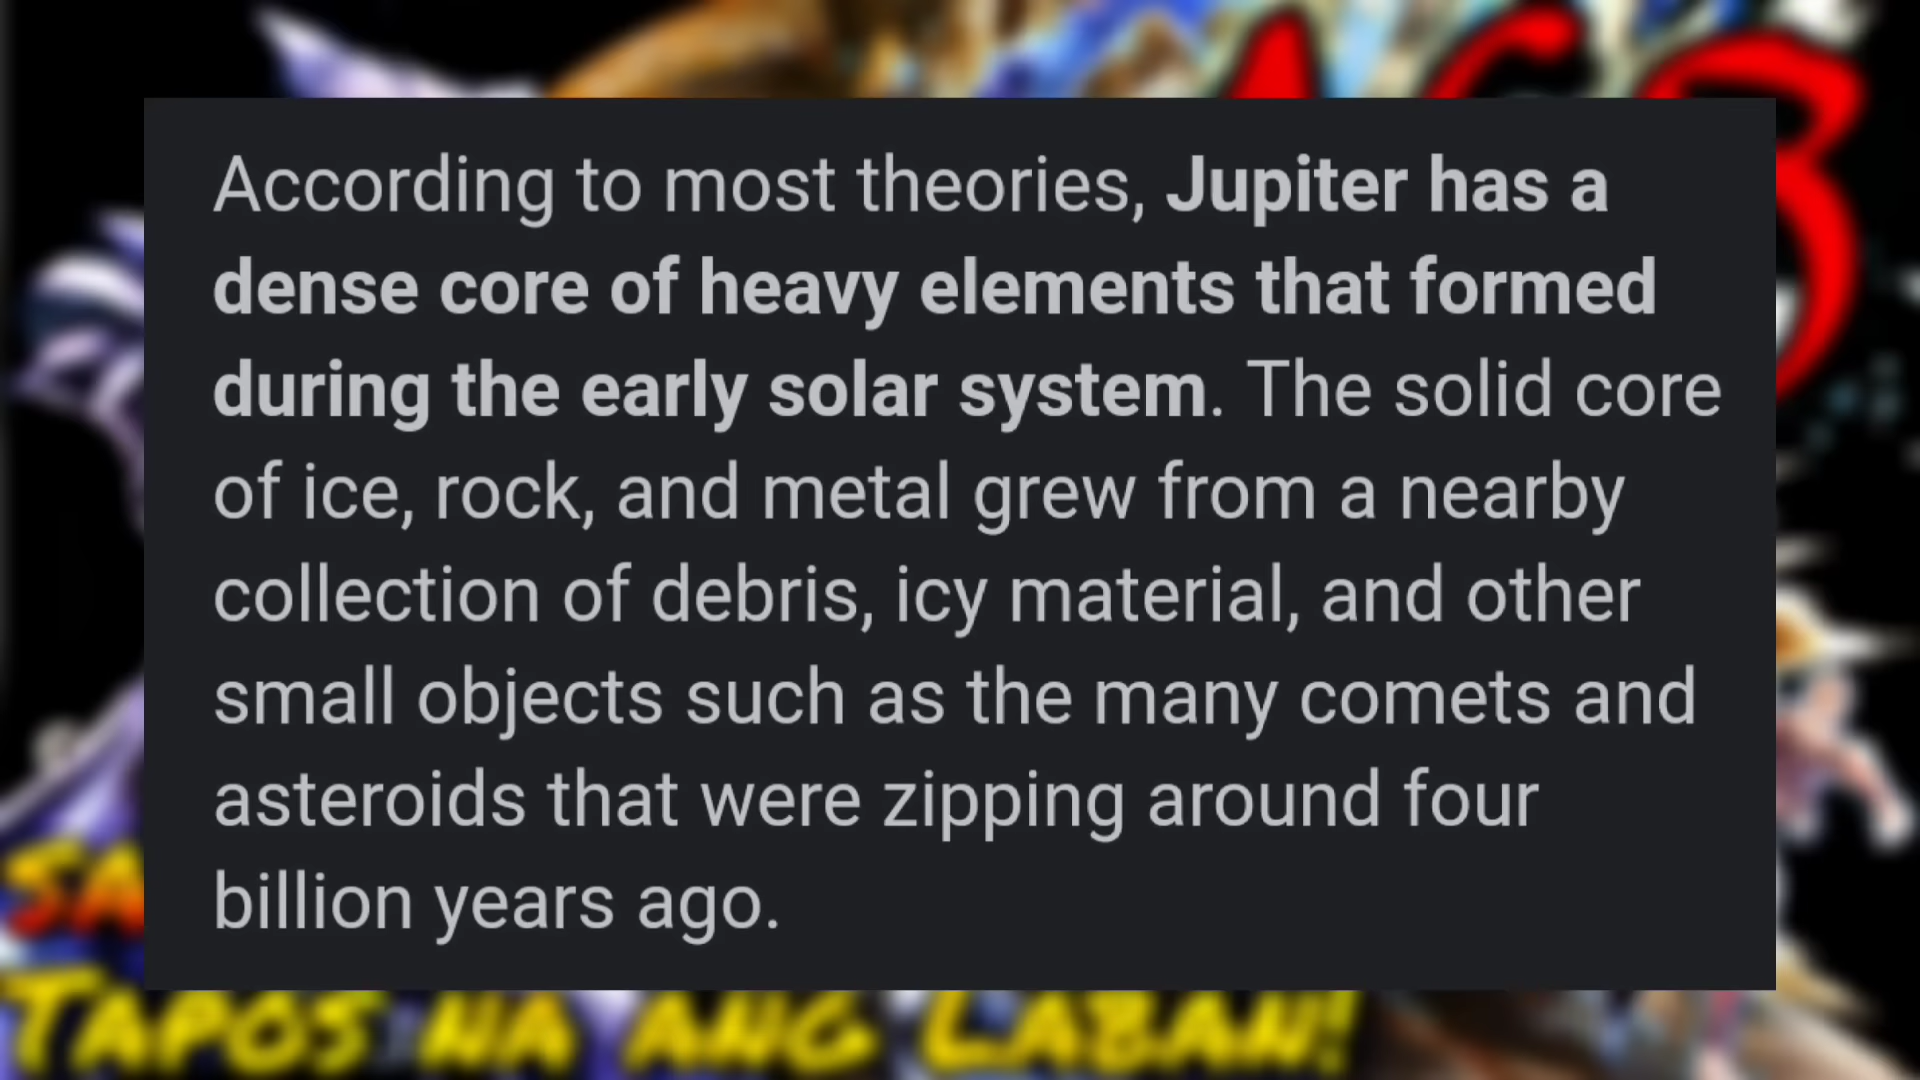 According to most theories, Jupiter has a
dense core of heavy elements that formed
during the early solar system. The solid core
of ice, rock, and metal grew from a nearby
collection of debris, icy material, and other
small objects such as the many comets and
asteroids that were zipping around four
billion years ago.
TAPOS NA ANG LABAN!